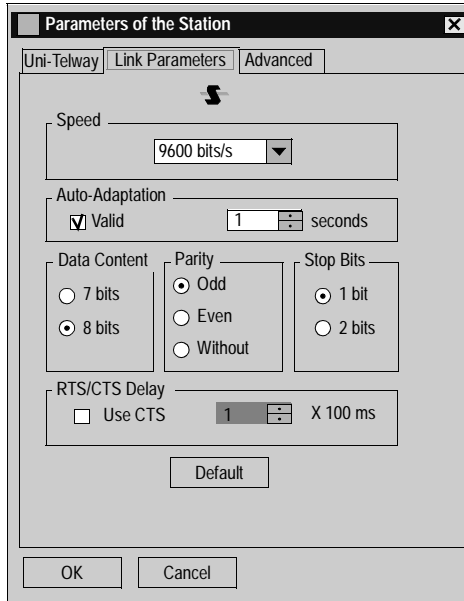 Parameters of the Station
Uni-Telway Link Parameters Advanced
Speed
9600 bits/s
Auto-Adaptation
Valid 1 seconds
Data Content Parity Stop Bits
7 bits Odd 1 bit
8 bits Even 2 bits
Without
RTS/CTS Delay
Use CTS 1 X 100 ms
Default
OK Cancel